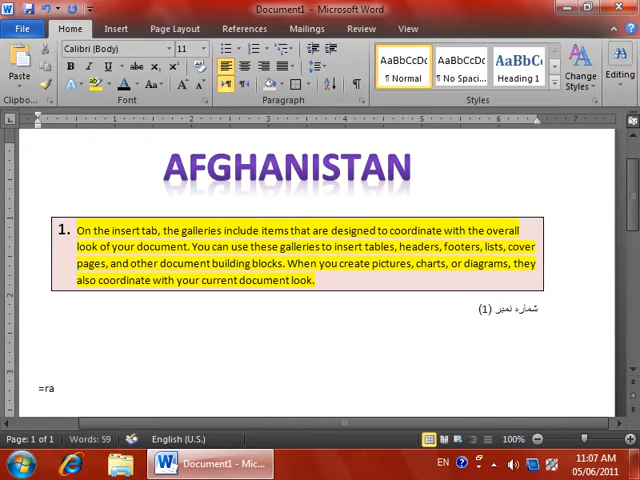 Document1 - Microsoft Word
File
Home
Insert
Page Layout
References
Mailings
Review
View
Paste
Calibri (Body)
11
AaBbCcDc
AaBbCcDc
AaBbC
¶ Normal
¶ No Spaci...
Heading 1
Change
Styles
Editing
Clipbo...
Font
Paragraph
Styles
AFGHANISTAN
1. On the insert tab, the galleries include items that are designed to coordinate with the overall
look of your document. You can use these galleries to insert tables, headers, footers, lists, cover
pages, and other document building blocks. When you create pictures, charts, or diagrams, they
also coordinate with your current document look.
شماره نمبر (1)
=ra
Page: 1 of 1
Words: 59
English (U.S.)
100%
Document1 - Mic...
EN
11:07 AM
05/06/2011